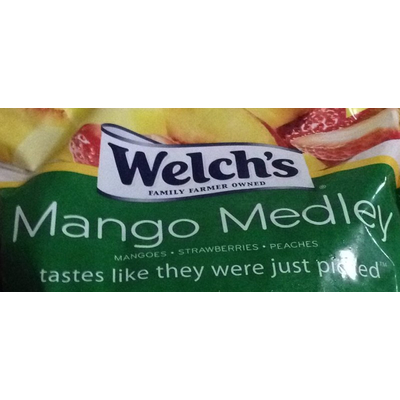 Welch's
FAMILY FARMER OWNED
Mango Medley
MANGOES • STRAWBERRIES • PEACHES
tastes like they were just picked™